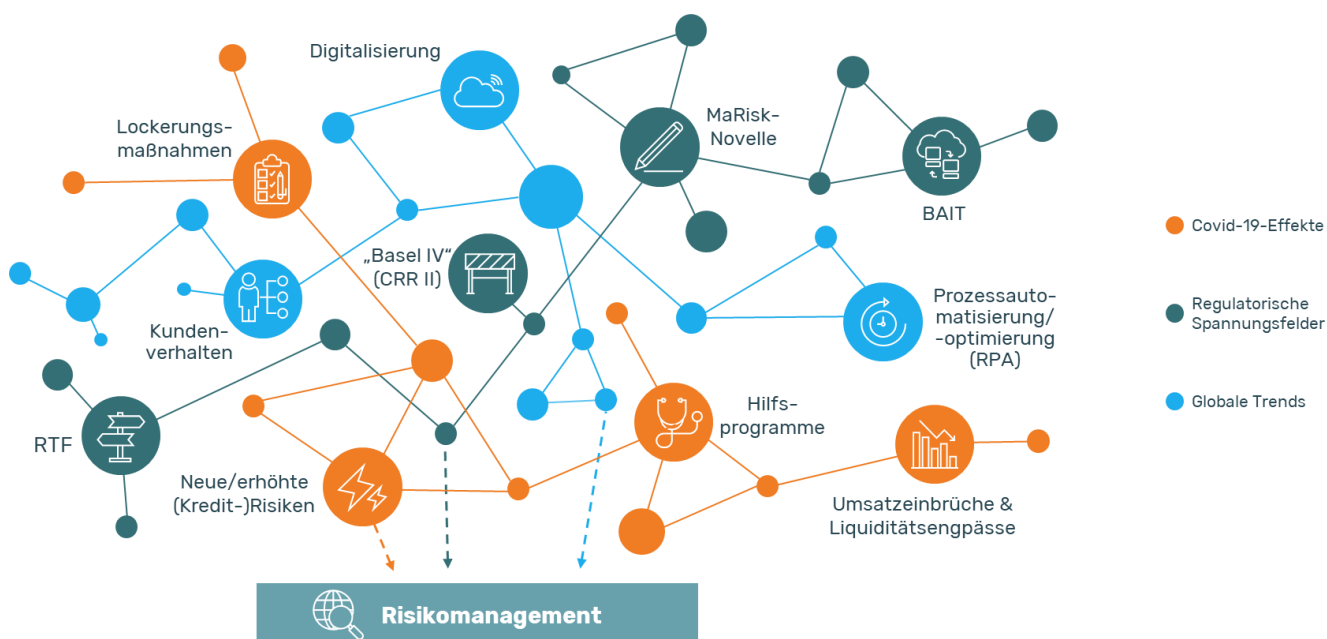 Digitalisierung
Lockerungs-
maßnahmen
MaRisk-
Novelle
BAIT
„Basel IV“
(CRR II)
Kunden-
verhalten
Prozessauto-
matisierung/
-optimierung
(RPA)
Covid-19-Effekte
Regulatorische
Spannungsfelder
Globale Trends
RTF
Neue/erhöhte
(Kredit-)Risiken
Hilfs-
programme
Umsatzeinbrüche &
Liquiditätsengpässe
Risikomanagement